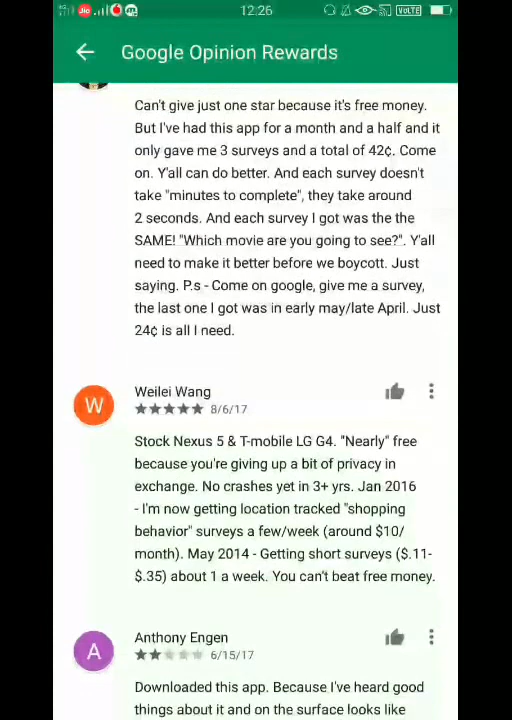 12:26
VoLTE
Google Opinion Rewards
Can't give just one star because it's free money.
But I've had this app for a month and a half and it
only gave me 3 surveys and a total of 42¢. Come
on. Y'all can do better. And each survey doesn't
take "minutes to complete", they take around
2 seconds. And each survey I got was the the
SAME! "Which movie are you going to see?". Y'all
need to make it better before we boycott. Just
saying. P.s - Come on google, give me a survey,
the last one I got was in early may/late April. Just
24¢ is all I need.
W
Weilei Wang
8/6/17
Stock Nexus 5 & T-mobile LG G4. "Nearly" free
because you're giving up a bit of privacy in
exchange. No crashes yet in 3+ yrs. Jan 2016
- I'm now getting location tracked "shopping
behavior" surveys a few/week (around $10/
month). May 2014 - Getting short surveys ($.11-
$.35) about 1 a week. You can't beat free money.
A
Anthony Engen
6/15/17
Downloaded this app. Because I've heard good
things about it and on the surface looks like